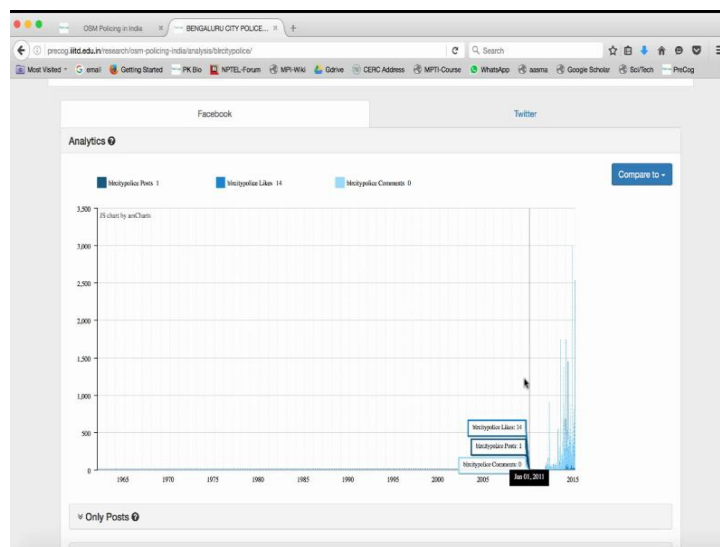 OSM Policing in India × BENGALURU CITY POLICE... × +
precog.iiitd.edu.in/research/osm-policing-india/analysis/blrcitypolice/ Search
Most Visited G email Getting Started PK Bio NPTEL-Forum MPI-Wiki Gdrive CERC Address MPTI-Course WhatsApp aasma Google Scholar Sci/Tech PreCog
Facebook Twitter
Analytics
Compare to
blrcitypolice Posts 1 blrcitypolice Likes 14 blrcitypolice Comments 0
3,500
JS chart by amCharts
3,000
2,500
2,000
1,500
1,000
500
0
blrcitypolice Likes: 14
blrcitypolice Posts: 1
blrcitypolice Comments: 0
Jun 01, 2011
1965 1970 1975 1980 1985 1990 1995 2000 2005 2015
Only Posts